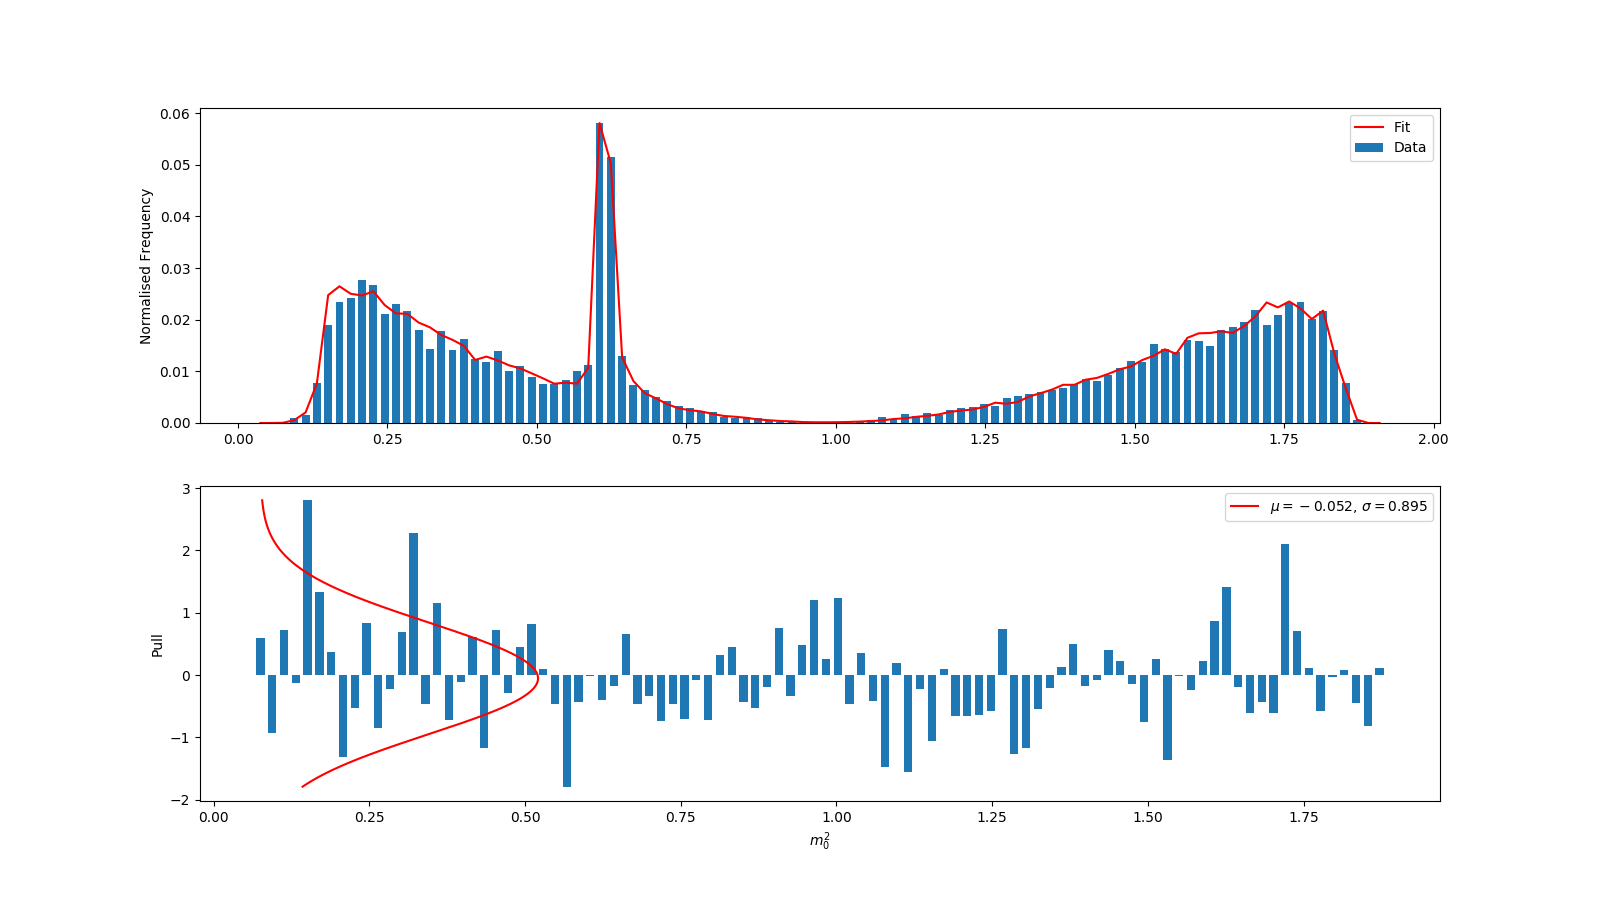 0.06
0.05
0.04
0.03
0.02
0.01
0.00
Normalised Frequency
Fit
Data
0.00 0.25 0.50 0.75 1.00 1.25 1.50 1.75 2.00
3
2
1
0
−1
−2
Pull
μ = − 0.052, σ = 0.895
0.00 0.25 0.50 0.75 1.00 1.25 1.50 1.75
m₀²